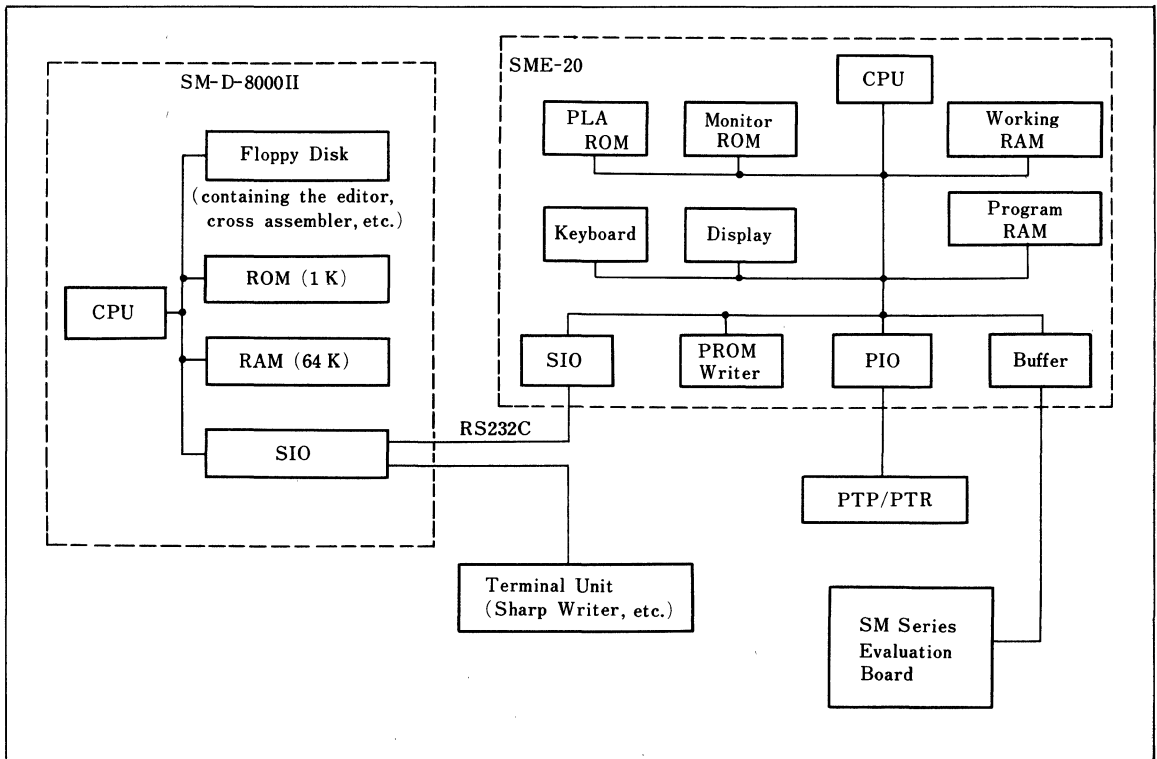 SM-D-8000II
Floppy Disk
(containing the editor,
cross assembler, etc.)
ROM (1 K)
CPU
RAM (64 K)
SIO
RS232C
Terminal Unit
(Sharp Writer, etc.)
SME-20
CPU
PLA
ROM
Monitor
ROM
Working
RAM
Keyboard
Display
Program
RAM
SIO
PROM
Writer
PIO
Buffer
PTP/PTR
SM Series
Evaluation
Board